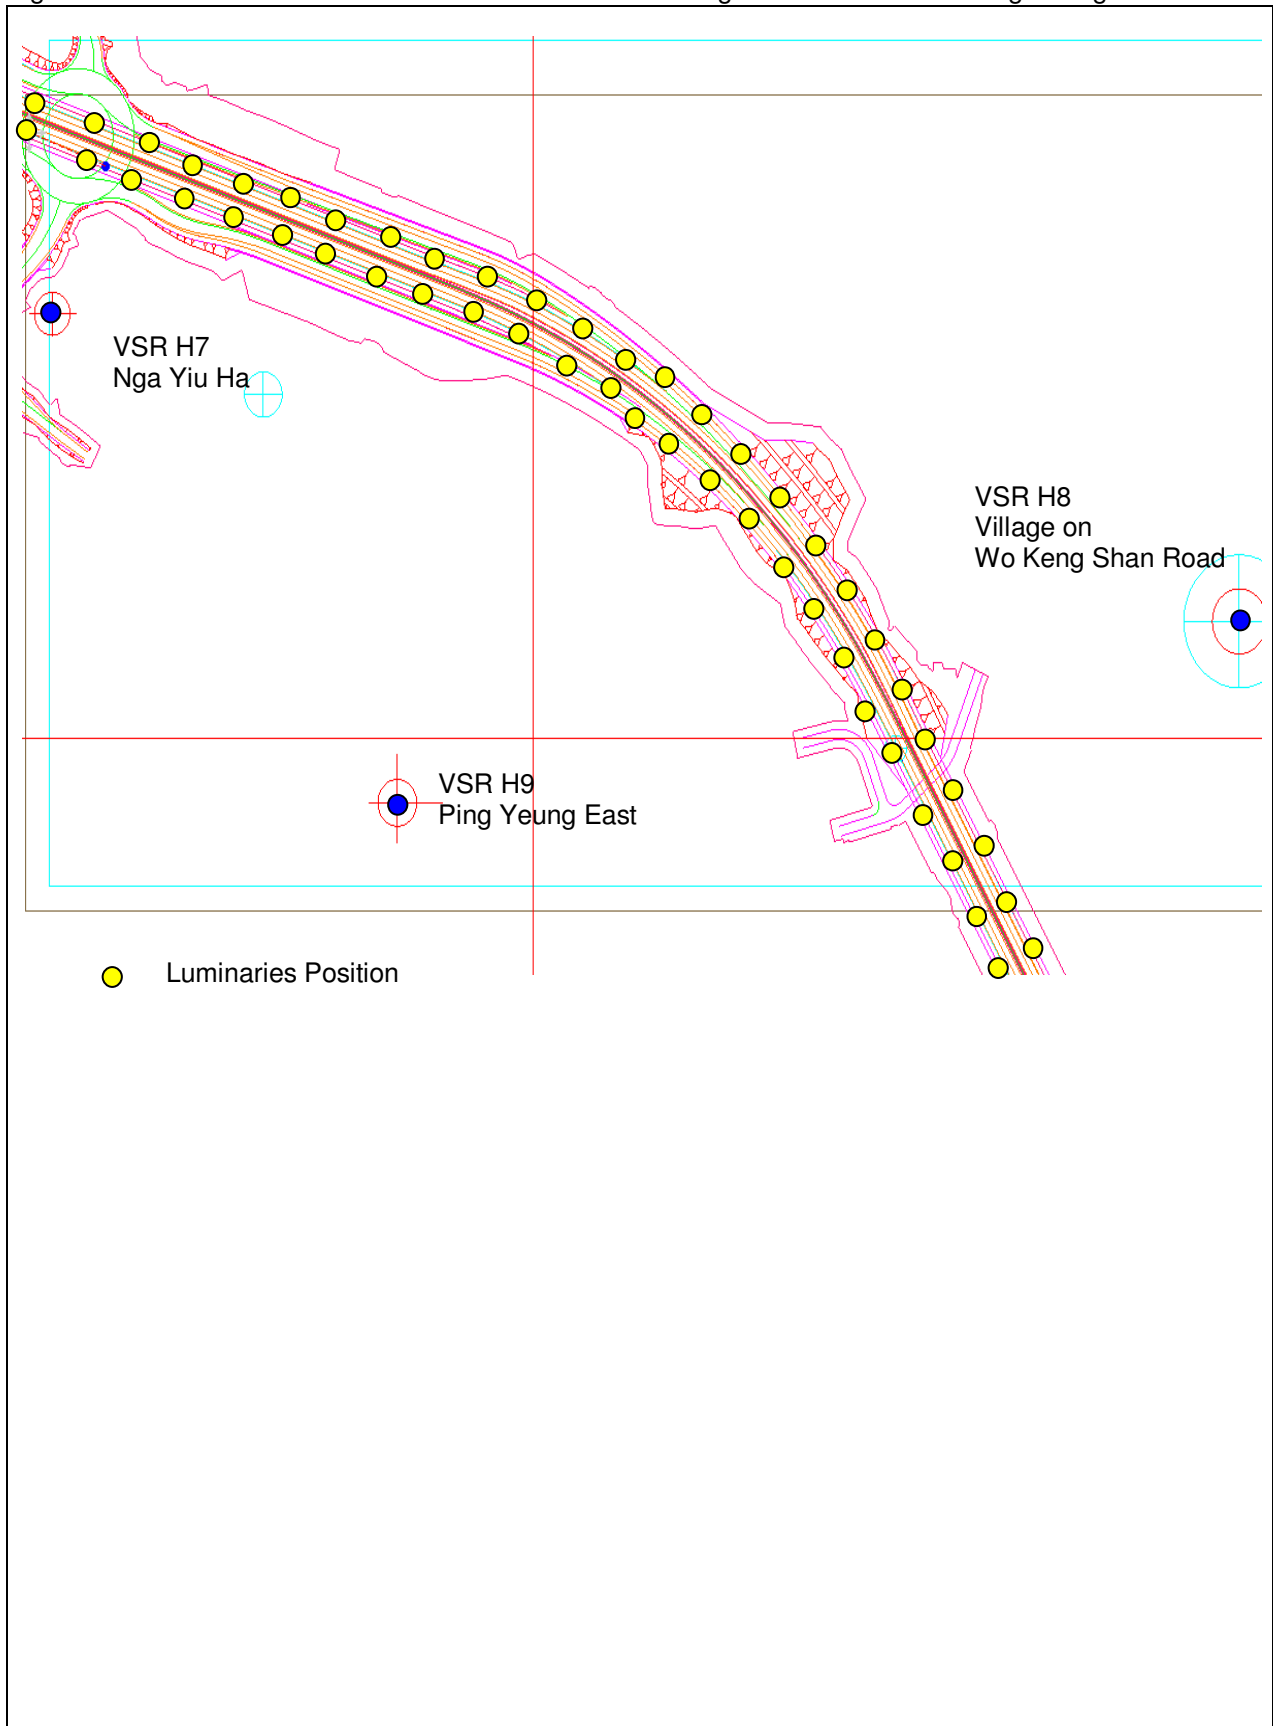 VSR H7
Nga Yiu Ha
VSR H8
Village on
Wo Keng Shan Road
VSR H9
Ping Yeung East
Luminaries Position